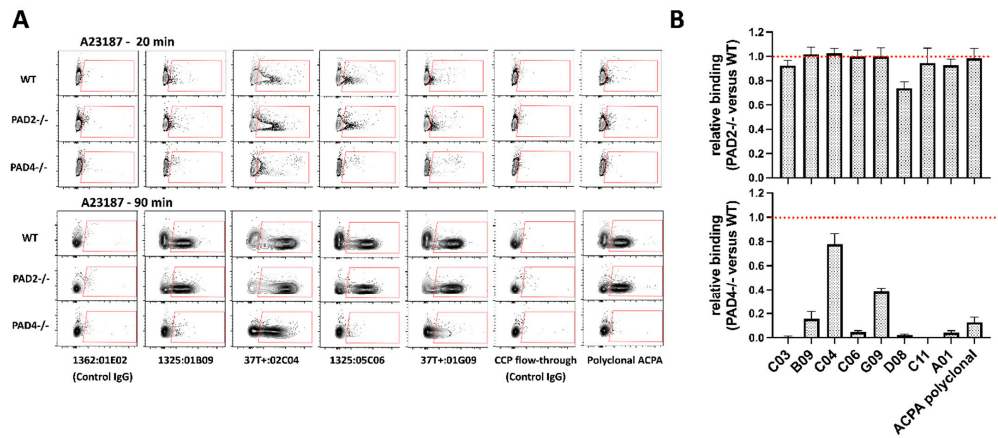 A
A23187 - 20 min
WT
PAD2-/-
PAD4-/-
A23187 - 90 min
WT
PAD2-/-
PAD4-/-
1362:01E02 1325:01B09 37T+:02C04 1325:05C06 37T+:01G09 CCP flow-through Polyclonal ACPA
(Control IgG) (Control IgG)
B
relative binding
(PAD2-/- versus WT)
1.2
1.0
0.8
0.6
0.4
0.2
0.0
relative binding
(PAD4-/- versus WT)
1.2
1.0
0.8
0.6
0.4
0.2
0.0
C03 B09 C04 C06 G09 D08 C11 A01 ACPA polyclonal